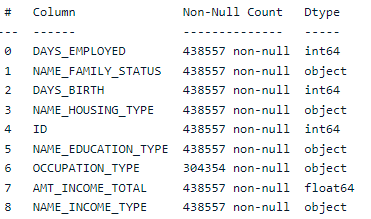 #   Column               Non-Null Count   Dtype
---  ------               --------------   -----
0   DAYS_EMPLOYED        438557 non-null  int64
1   NAME_FAMILY_STATUS   438557 non-null  object
2   DAYS_BIRTH           438557 non-null  int64
3   NAME_HOUSING_TYPE    438557 non-null  object
4   ID                   438557 non-null  int64
5   NAME_EDUCATION_TYPE  438557 non-null  object
6   OCCUPATION_TYPE      304354 non-null  object
7   AMT_INCOME_TOTAL     438557 non-null  float64
8   NAME_INCOME_TYPE     438557 non-null  object